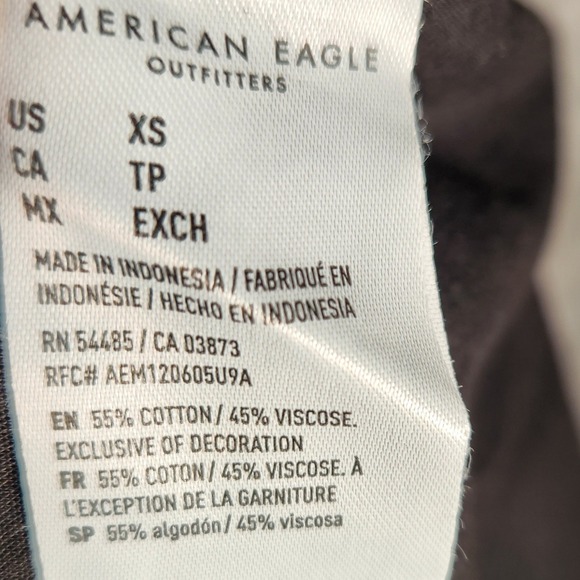 AMERICAN EAGLE
OUTFITTERS
US XS
CA TP
MX EXCH
MADE IN INDONESIA / FABRIQUÉ EN
INDONÉSIE / HECHO EN INDONESIA
RN 54485 / CA 03873
RFC# AEM120605U9A
EN 55% COTTON / 45% VISCOSE.
EXCLUSIVE OF DECORATION
FR 55% COTON / 45% VISCOSE. À
L'EXCEPTION DE LA GARNITURE
SP 55% algodón / 45% viscosa